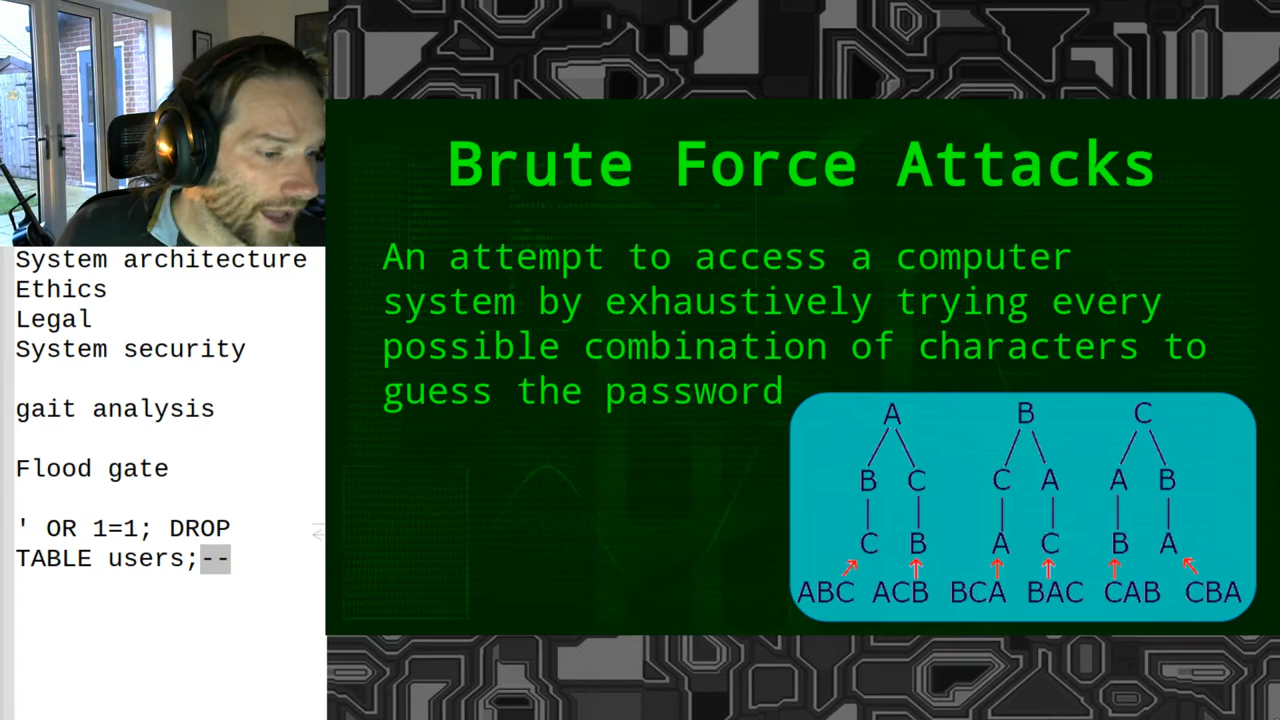 System architecture
Ethics
Legal
System security
gait analysis
Flood gate
' OR 1=1; DROP
TABLE users;--
Brute Force Attacks
An attempt to access a computer
system by exhaustively trying every
possible combination of characters to
guess the password
A B C
B C C A A B
C B A C B A
ABC ACB BCA BAC CAB CBA